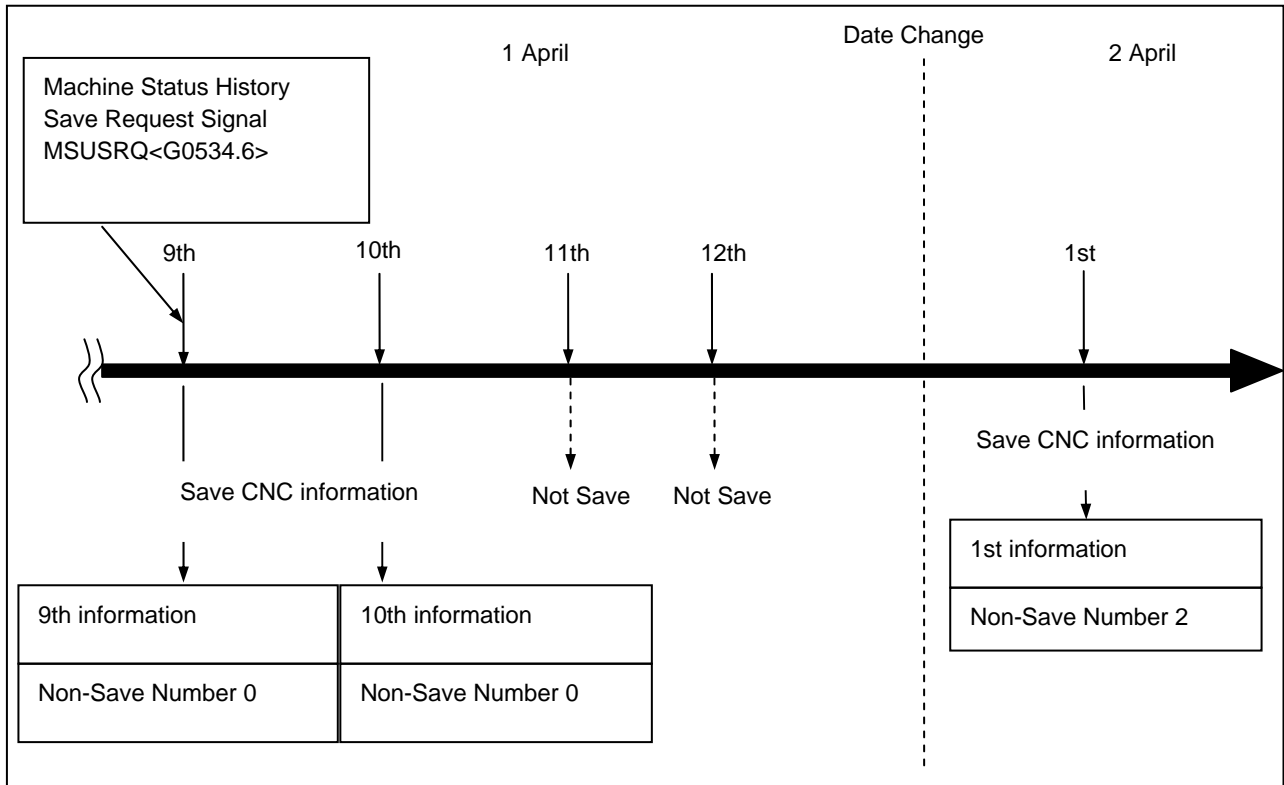 1 April
Date Change
2 April
Machine Status History
Save Request Signal
MSUSRQ<G0534.6>
9th
10th
11th
12th
1st
Save CNC information
Not Save
Not Save
Save CNC information
9th information
Non-Save Number 0
10th information
Non-Save Number 0
1st information
Non-Save Number 2